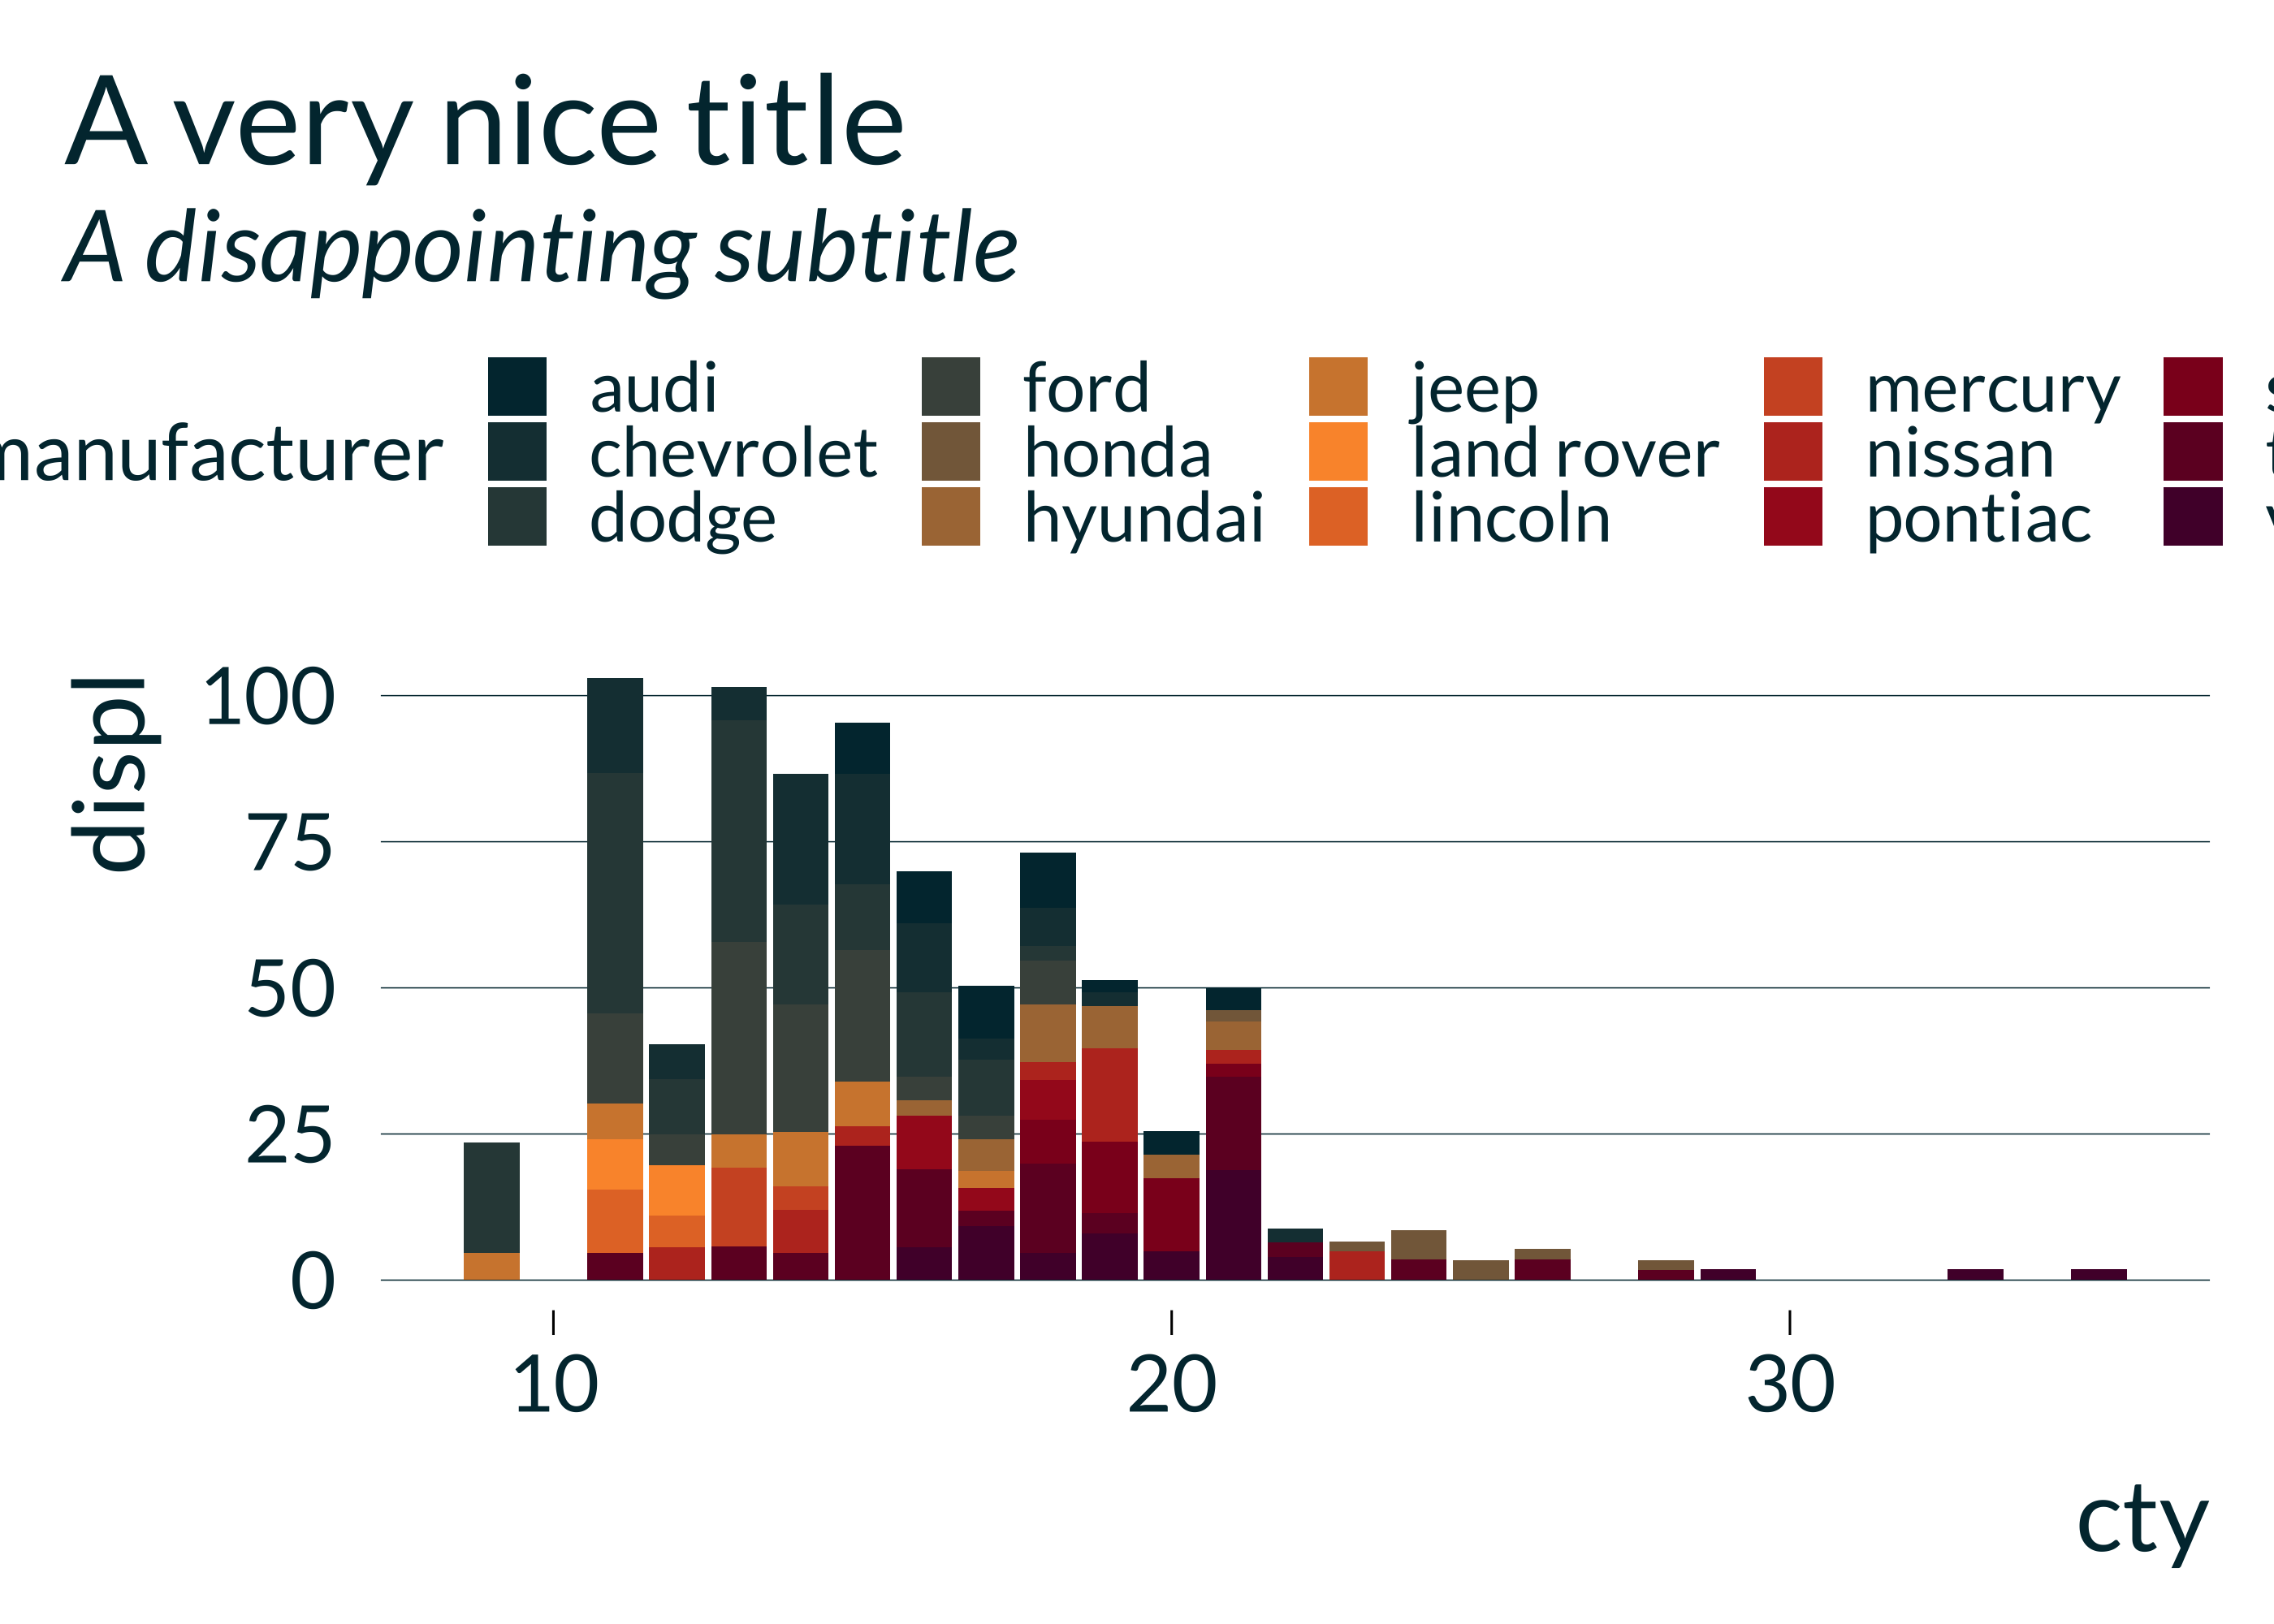 A very nice title
A disappointing subtitle
audi ford jeep mercury
manufacturer chevrolet honda land rover nissan
dodge hyundai lincoln pontiac
displ
100
75
50
25
0
10 20 30
cty